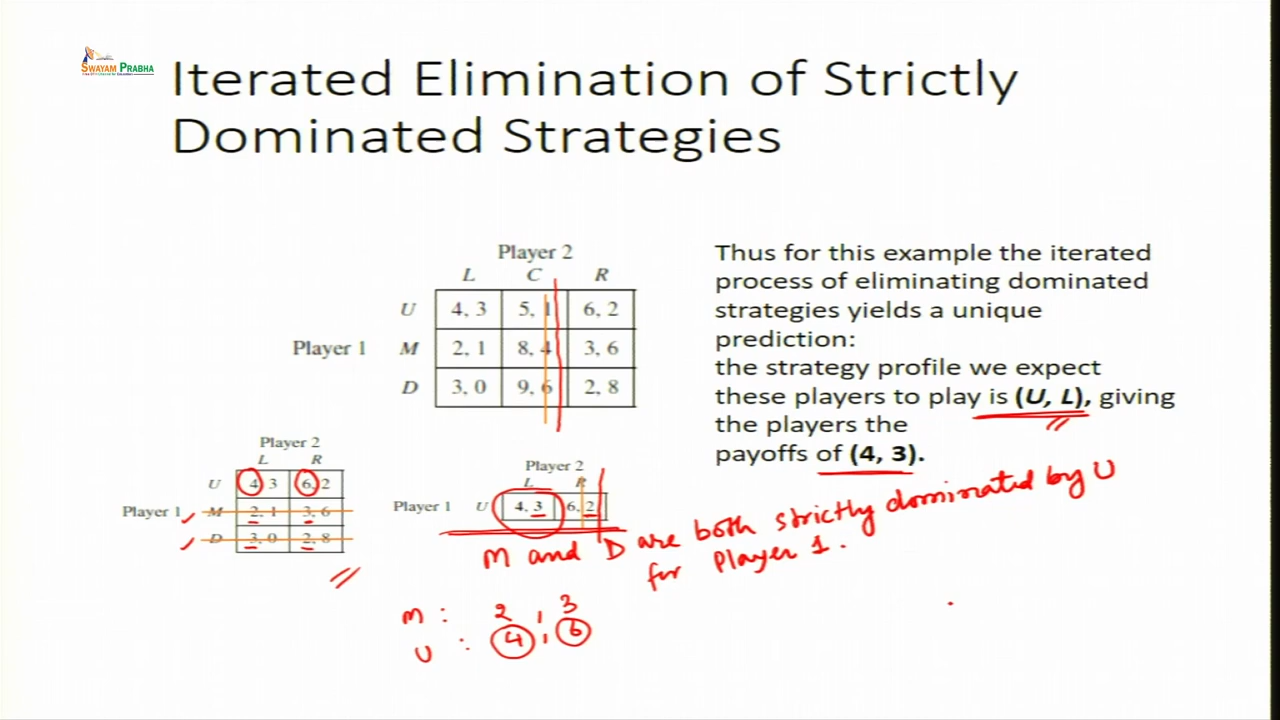 SWAYAM PRABHA
Iterated Elimination of Strictly
Dominated Strategies
Player 2
L C R
U 4, 3 5, 1 6, 2
Player 1 M 2, 1 8, 4 3, 6
D 3, 0 9, 6 2, 8
Thus for this example the iterated
process of eliminating dominated
strategies yields a unique
prediction:
the strategy profile we expect
these players to play is (U, L), giving
the players the
payoffs of (4, 3).
Player 2
L R
U 4, 3 6, 2
Player 1 M 2, 1 3, 6
D 3, 0 2, 8
Player 2
L R
Player 1 U 4, 3 6, 2
M and D are both strictly dominated by U
for Player 1.
M : 2 , 3
U : 4 , 6